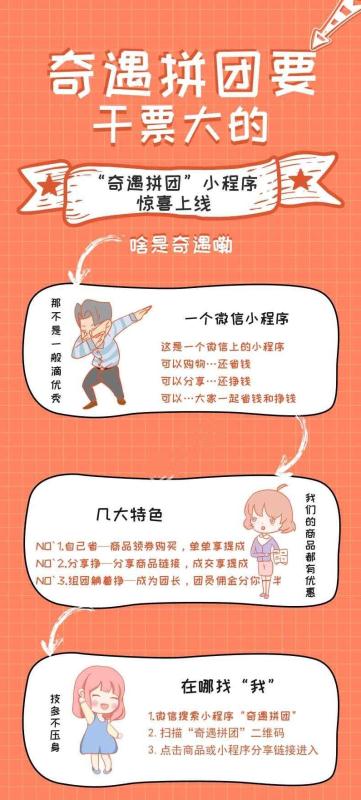 奇遇拼团要
干票大的
“奇遇拼团”小程序
惊喜上线
啥是奇遇嘞
那不是一般滴优秀
一个微信小程序
这是一个微信上的小程序
可以购物…还省钱
可以分享…还挣钱
可以…大家一起省钱和挣钱
几大特色
NO`1.自己省—商品领券购买，单单享提成
NO`2.分享挣—分享商品链接，成交享提成
NO`3.组团躺着挣—成为团长，团员佣金分你一半
我们的商品都有优惠
技多不压身
在哪找“我”
1.微信搜索小程序“奇遇拼团”
2. 扫描“奇遇拼团”二维码
3. 点击商品或小程序分享链接进入